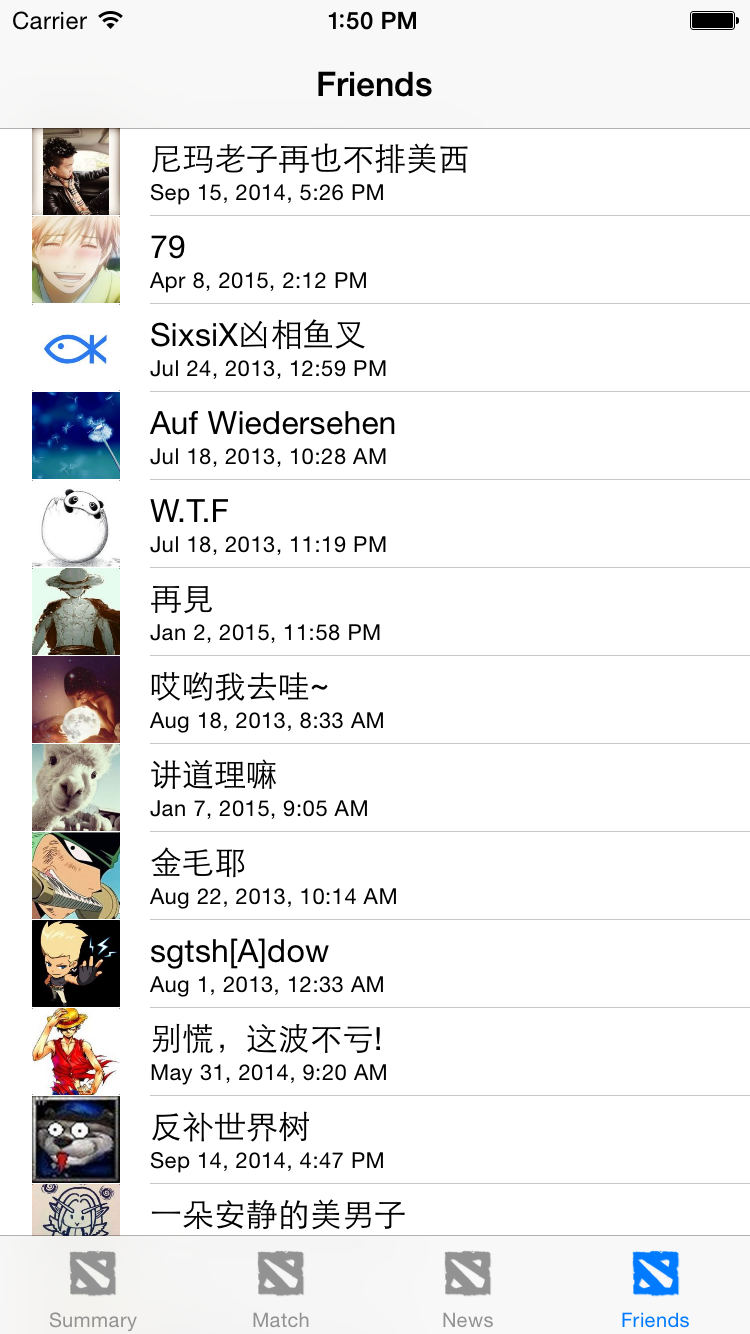 Carrier 1:50 PM
Friends
尼玛老子再也不排美西
Sep 15, 2014, 5:26 PM
79
Apr 8, 2015, 2:12 PM
SixsiX凶相鱼叉
Jul 24, 2013, 12:59 PM
Auf Wiedersehen
Jul 18, 2013, 10:28 AM
W.T.F
Jul 18, 2013, 11:19 PM
再見
Jan 2, 2015, 11:58 PM
哎哟我去哇~
Aug 18, 2013, 8:33 AM
讲道理嘛
Jan 7, 2015, 9:05 AM
金毛耶
Aug 22, 2013, 10:14 AM
sgtsh[A]dow
Aug 1, 2013, 12:33 AM
别慌，这波不亏!
May 31, 2014, 9:20 AM
反补世界树
Sep 14, 2014, 4:47 PM
一朵安静的美男子
Summary Match News Friends